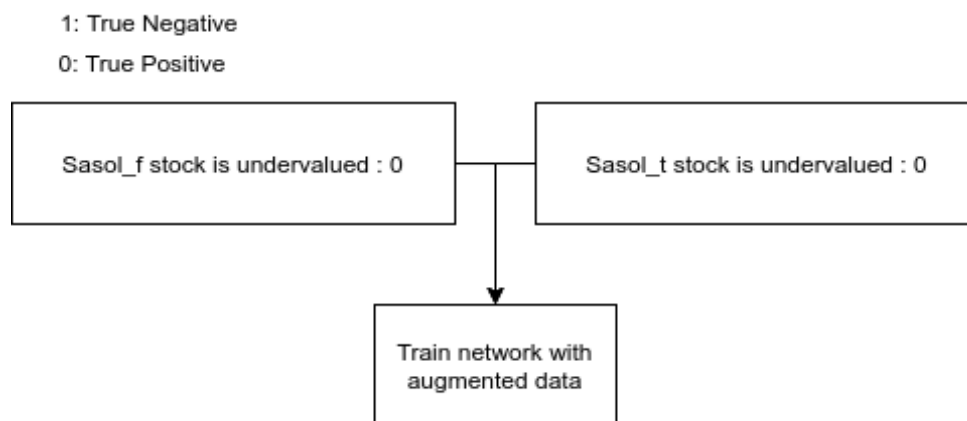 1: True Negative
0: True Positive
Sasol_f stock is undervalued : 0
Sasol_t stock is undervalued : 0
Train network with
augmented data